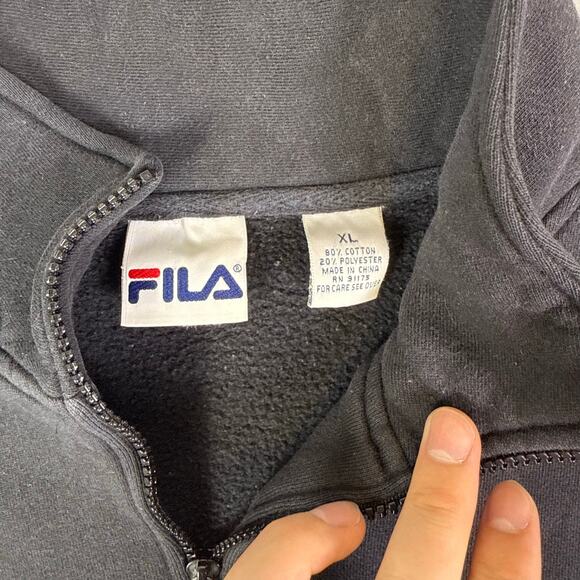 FILA®
XL
80% COTTON
20% POLYESTER
MADE IN CHINA
RN 91175
FOR CARE SEE OVER